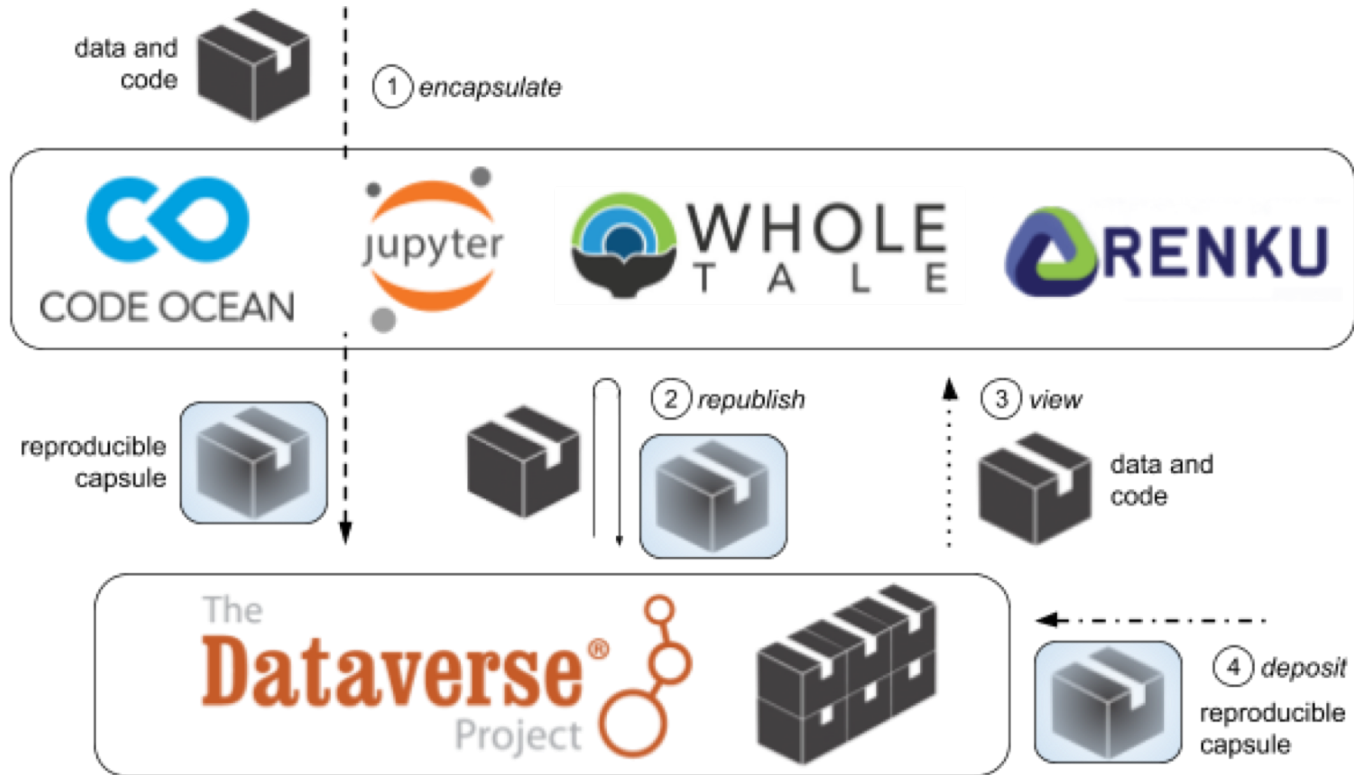 data and
code
1 encapsulate
CODE OCEAN
jupyter
WHOLE
TALE
RENKU
reproducible
capsule
2 republish
3 view
data and
code
The
Dataverse®
Project
4 deposit
reproducible
capsule